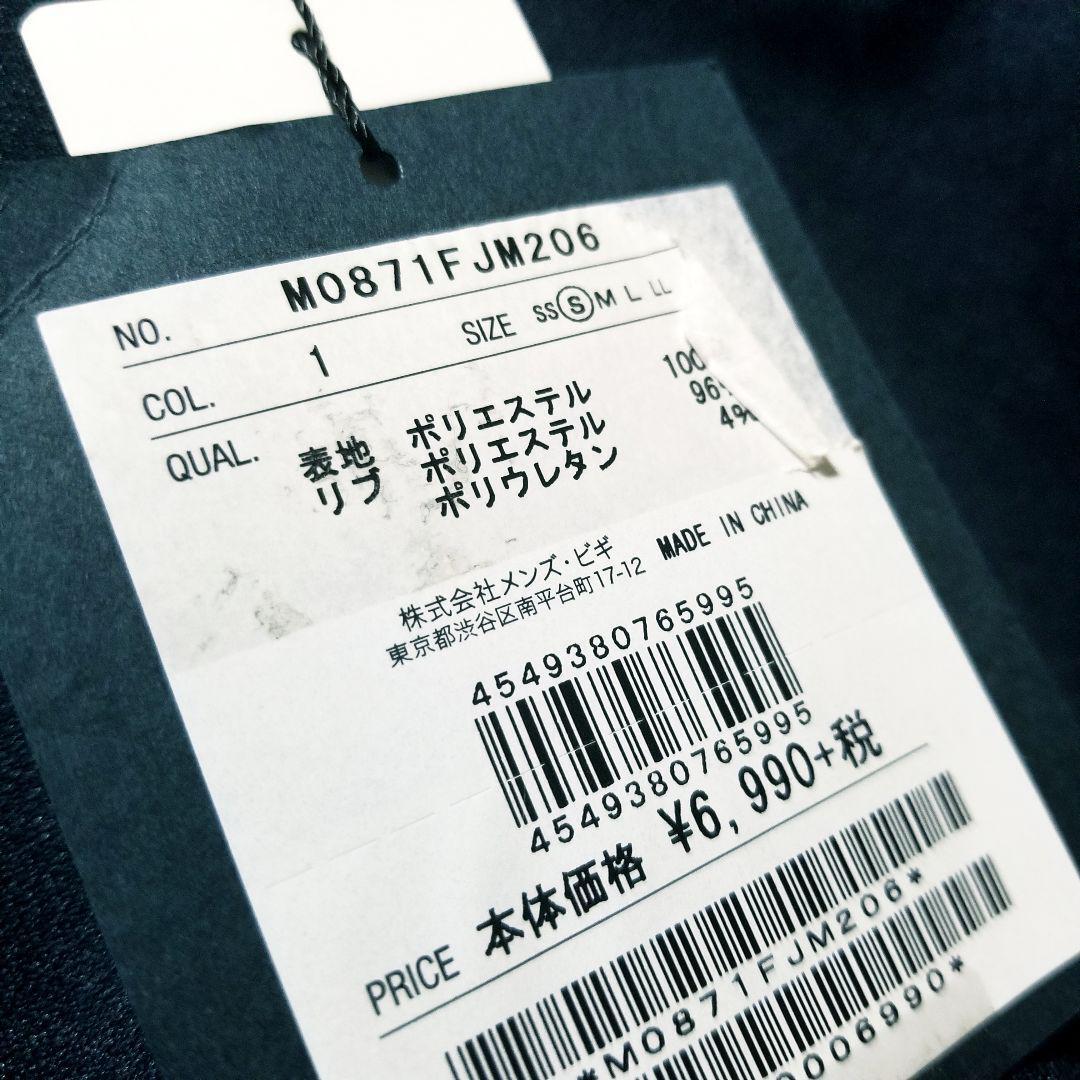 NO. M0871FJM206
COL. 1 SIZE SS S M L LL
QUAL. 表地 ポリエステル 100
リブ ポリエステル 96
ポリウレタン 4%
株式会社メンズ・ビギ MADE IN CHINA
東京都渋谷区南平台町17-12
4549380765995
4549380765995
PRICE 本体価格 ¥6,990+税
*M0871FJM206*
006990*